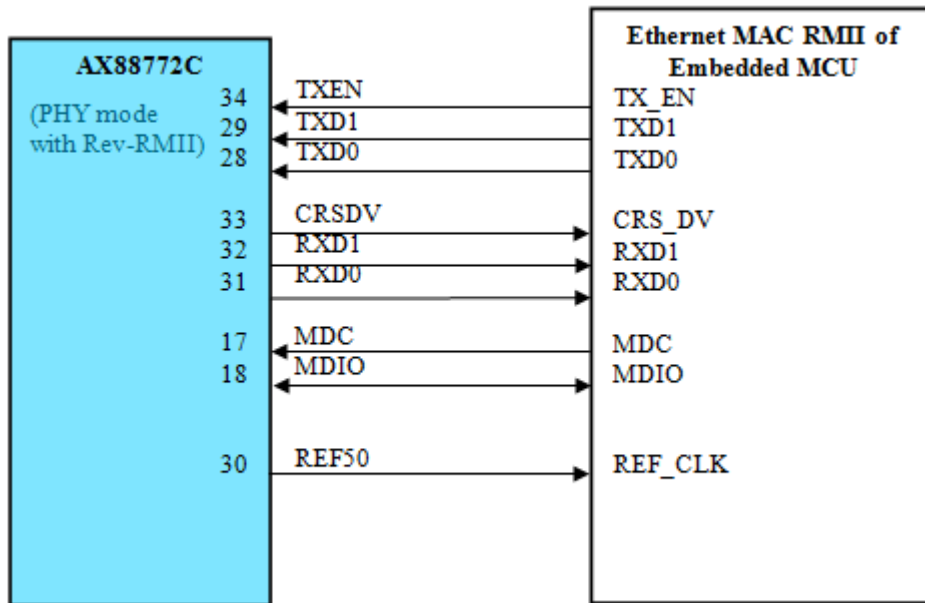 AX88772C
(PHY mode
with Rev-RMII)
Ethernet MAC RMII of
Embedded MCU
34 TXEN TX_EN
29 TXD1 TXD1
28 TXD0 TXD0
33 CRSDV CRS_DV
32 RXD1 RXD1
31 RXD0 RXD0
17 MDC MDC
18 MDIO MDIO
30 REF50 REF_CLK